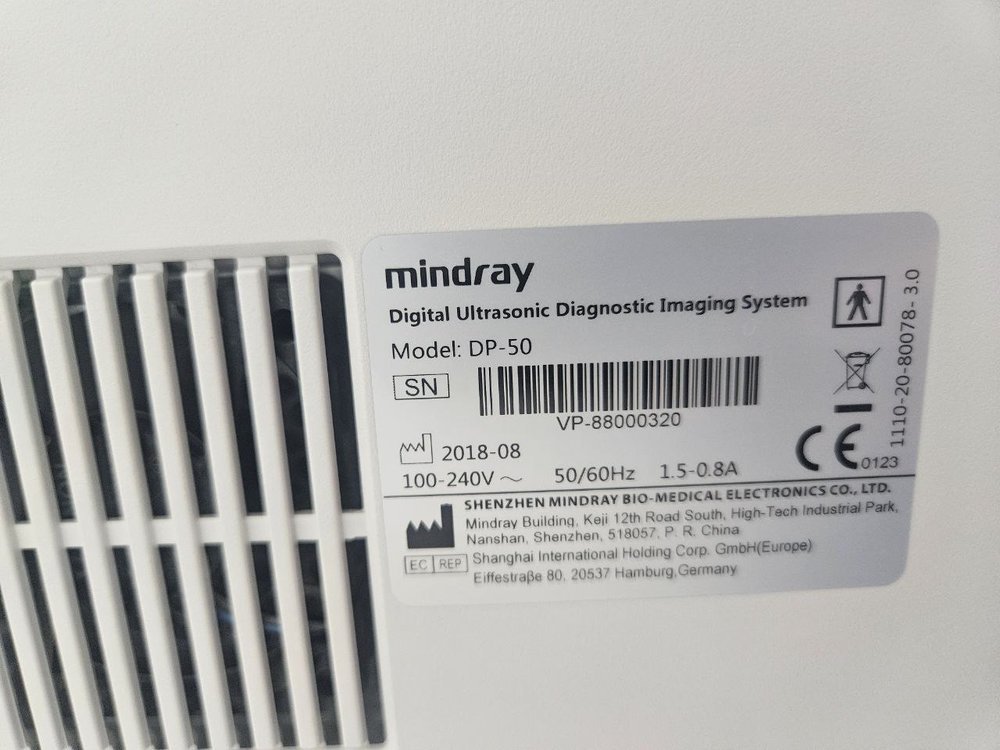 mindray
Digital Ultrasonic Diagnostic Imaging System
Model: DP-50
SN
VP-88000320
2018-08
100-240V ~ 50/60Hz 1.5-0.8A
CE 0123
1110-20-80078- 3.0
SHENZHEN MINDRAY BIO-MEDICAL ELECTRONICS CO., LTD.
Mindray Building, Keji 12th Road South, High-Tech Industrial Park,
Nanshan, Shenzhen, 518057, P. R. China
EC REP Shanghai International Holding Corp. GmbH(Europe)
Eiffestraβe 80, 20537 Hamburg,Germany